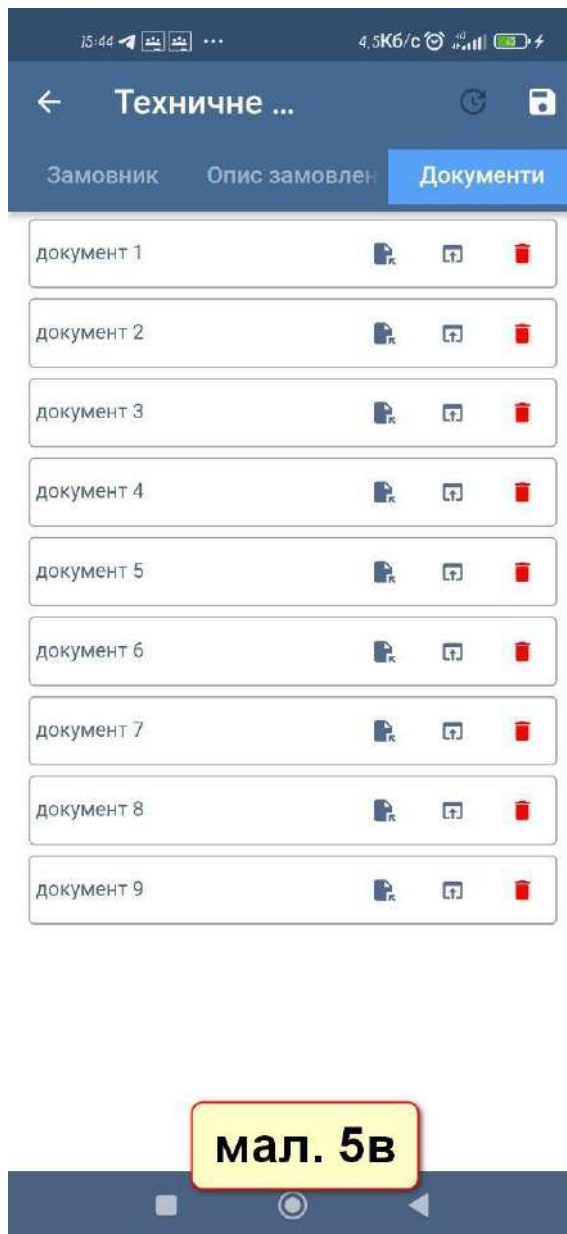 15:44 ... 4,5Кб/с
Техничне ...
Замовник Опис замовлен Документи
документ 1
документ 2
документ 3
документ 4
документ 5
документ 6
документ 7
документ 8
документ 9
мал. 5в